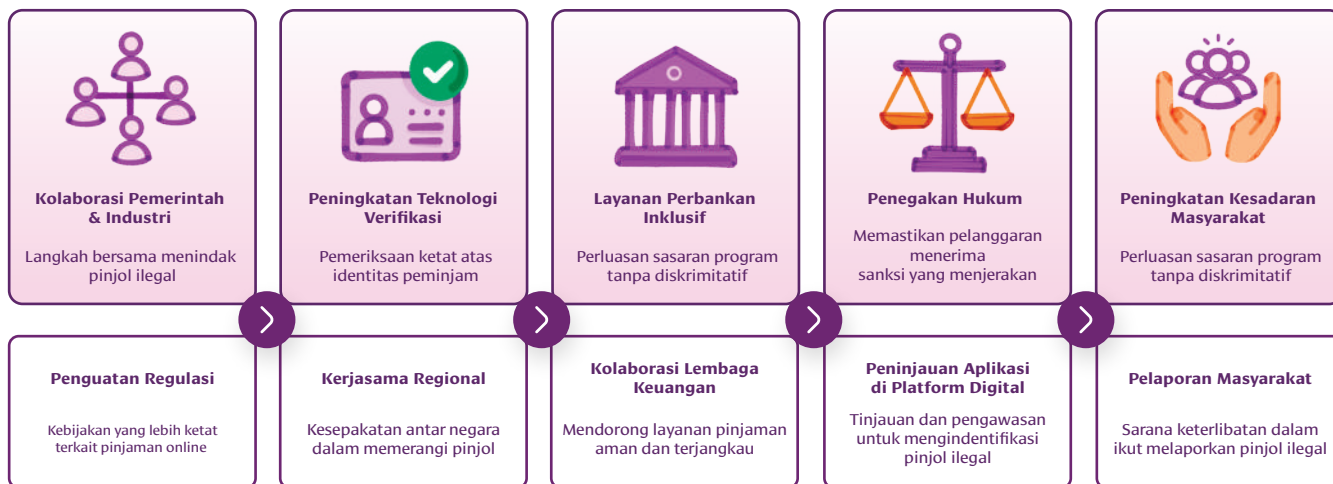 Kolaborasi Pemerintah
& Industri
Langkah bersama menindak
pinjol ilegal
Peningkatan Teknologi
Verifikasi
Pemeriksaan ketat atas
identitas peminjam
Layanan Perbankan
Inklusif
Perluasan sasaran program
tanpa diskrimitatif
Penegakan Hukum
Memastikan pelanggaran
menerima
sanksi yang menjerakan
Peningkatan Kesadaran
Masyarakat
Perluasan sasaran program
tanpa diskrimitatif
Penguatan Regulasi
Kebijakan yang lebih ketat
terkait pinjaman online
Kerjasama Regional
Kesepakatan antar negara
dalam memerangi pinjol
Kolaborasi Lembaga
Keuangan
Mendorong layanan pinjaman
aman dan terjangkau
Peninjauan Aplikasi
di Platform Digital
Tinjauan dan pengawasan
untuk mengindentifikasi
pinjol ilegal
Pelaporan Masyarakat
Sarana keterlibatan dalam
ikut melaporkan pinjol ilegal